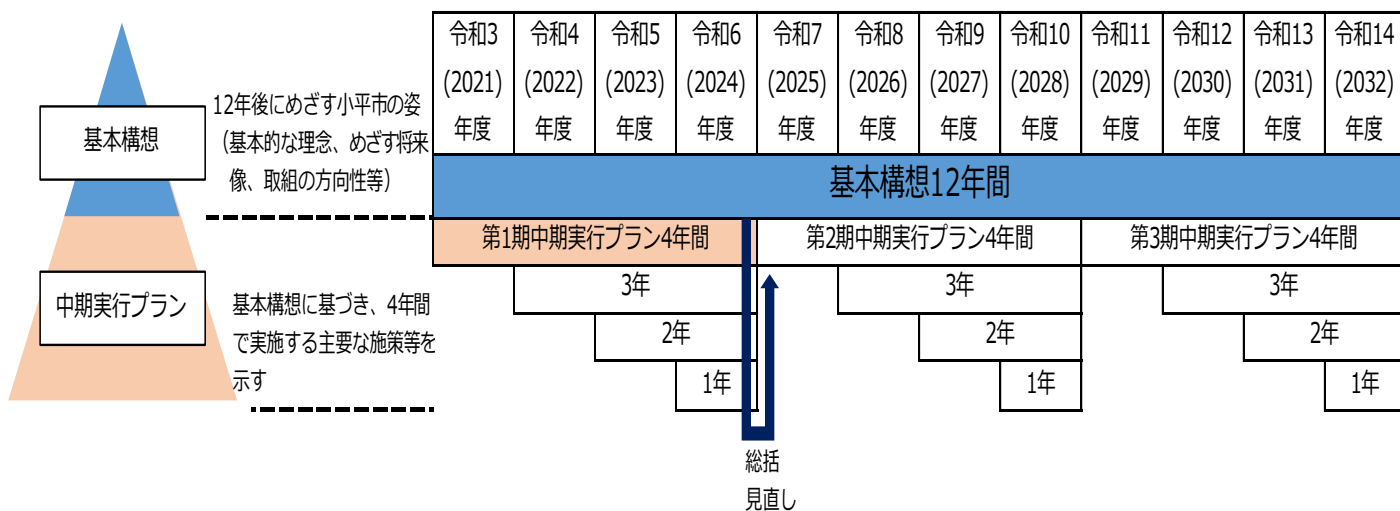 基本構想
12年後にめざす小平市の姿
（基本的な理念、めざす将来
像、取組の方向性等）
中期実行プラン
基本構想に基づき、4年間
で実施する主要な施策等を
示す
令和3
(2021)
年度
令和4
(2022)
年度
令和5
(2023)
年度
令和6
(2024)
年度
令和7
(2025)
年度
令和8
(2026)
年度
令和9
(2027)
年度
令和10
(2028)
年度
令和11
(2029)
年度
令和12
(2030)
年度
令和13
(2031)
年度
令和14
(2032)
年度
基本構想12年間
第1期中期実行プラン4年間
第2期中期実行プラン4年間
第3期中期実行プラン4年間
3年
3年
3年
2年
2年
2年
1年
1年
1年
総括
見直し